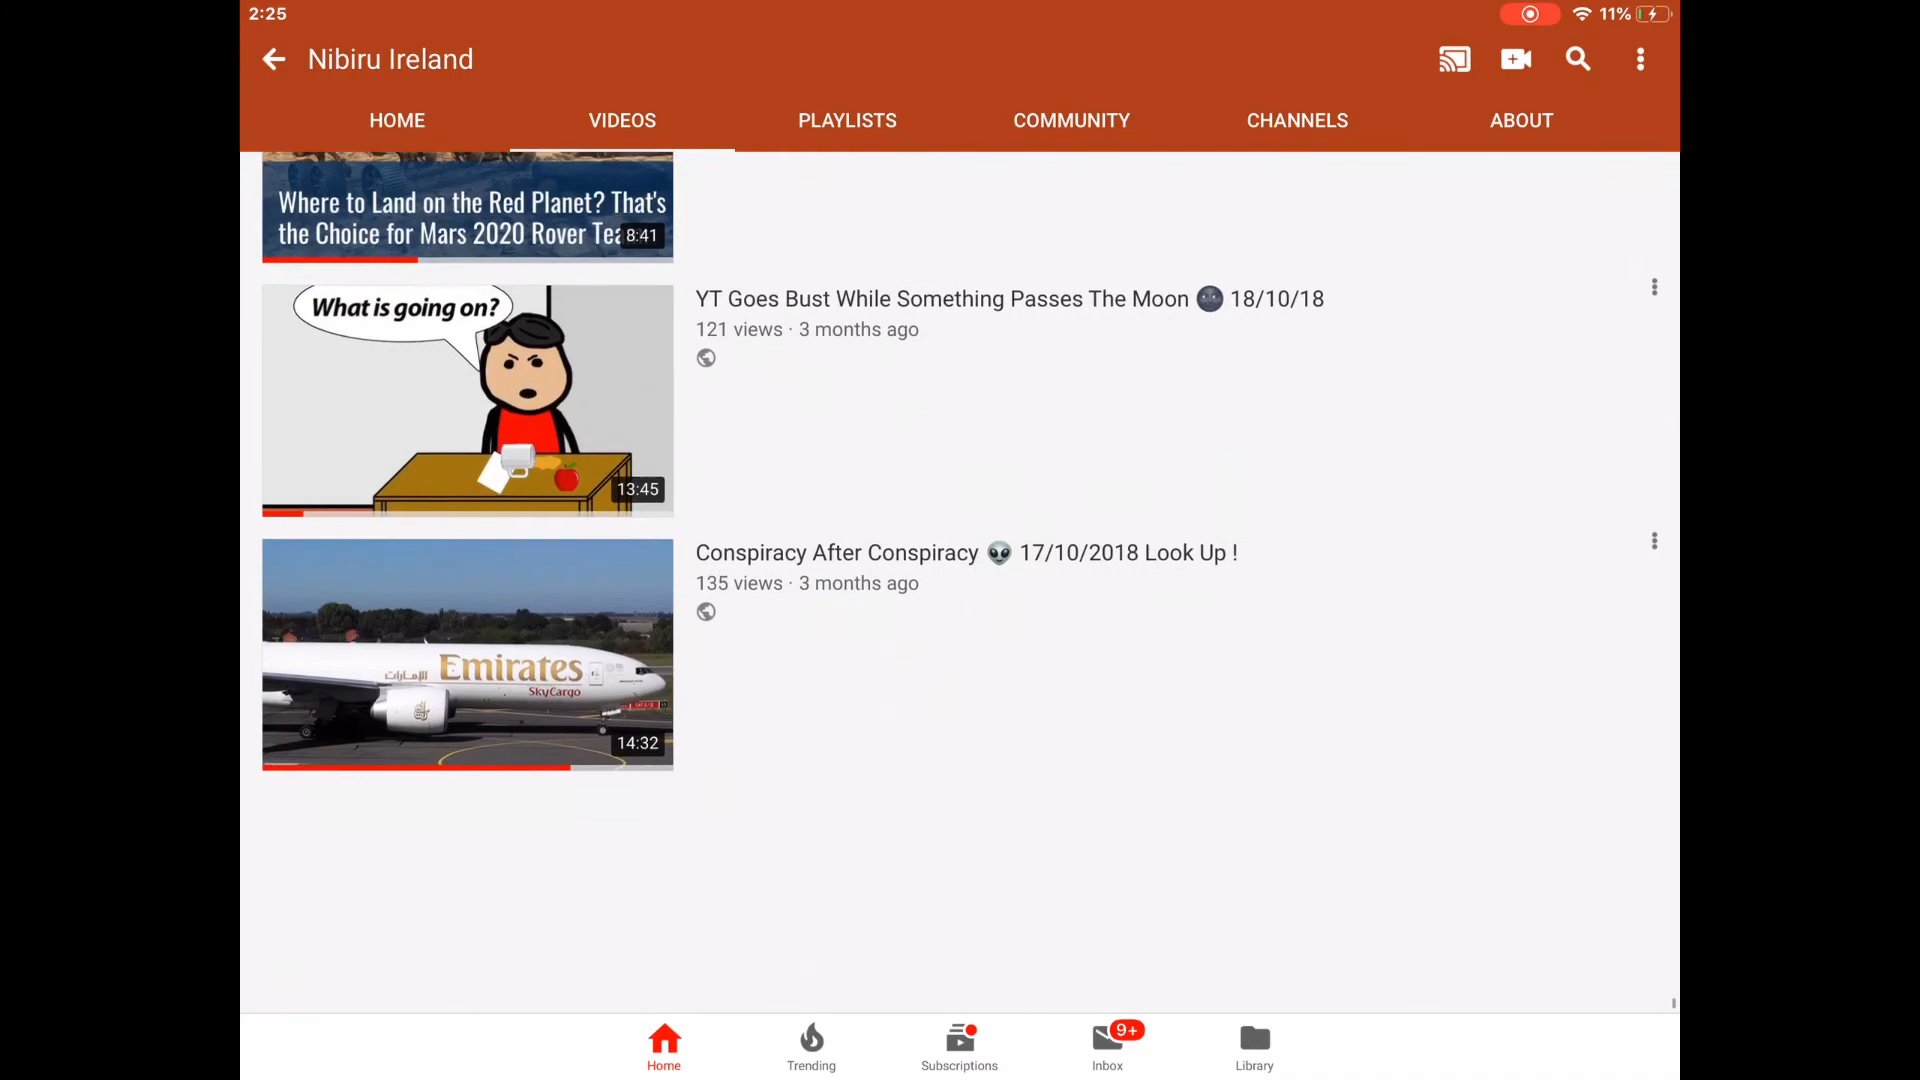 2:25
11%
Nibiru Ireland
HOME
VIDEOS
PLAYLISTS
COMMUNITY
CHANNELS
ABOUT
Where to Land on the Red Planet? That's
the Choice for Mars 2020 Rover
8:41
What is going on?
13:45
YT Goes Bust While Something Passes The Moon 🌚 18/10/18
121 views · 3 months ago
Emirates
الإمارات
SkyCargo
14:32
Conspiracy After Conspiracy 👽 17/10/2018 Look Up !
135 views · 3 months ago
Home
Trending
Subscriptions
9+
Inbox
Library